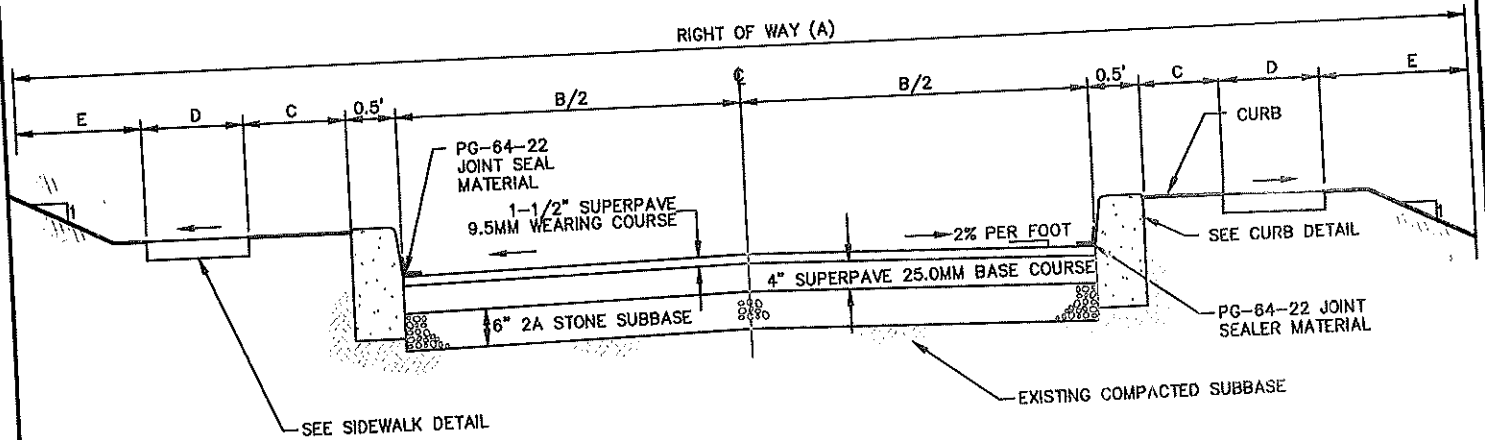 RIGHT OF WAY (A)
E
D
C
0.5'
B/2
℄
B/2
0.5'
C
D
E
PG-64-22
JOINT SEAL
MATERIAL
CURB
1-1/2" SUPERPAVE
9.5MM WEARING COURSE
1
1
2% PER FOOT
SEE CURB DETAIL
4" SUPERPAVE 25.0MM BASE COURSE
6" 2A STONE SUBBASE
PG-64-22 JOINT
SEALER MATERIAL
EXISTING COMPACTED SUBBASE
SEE SIDEWALK DETAIL